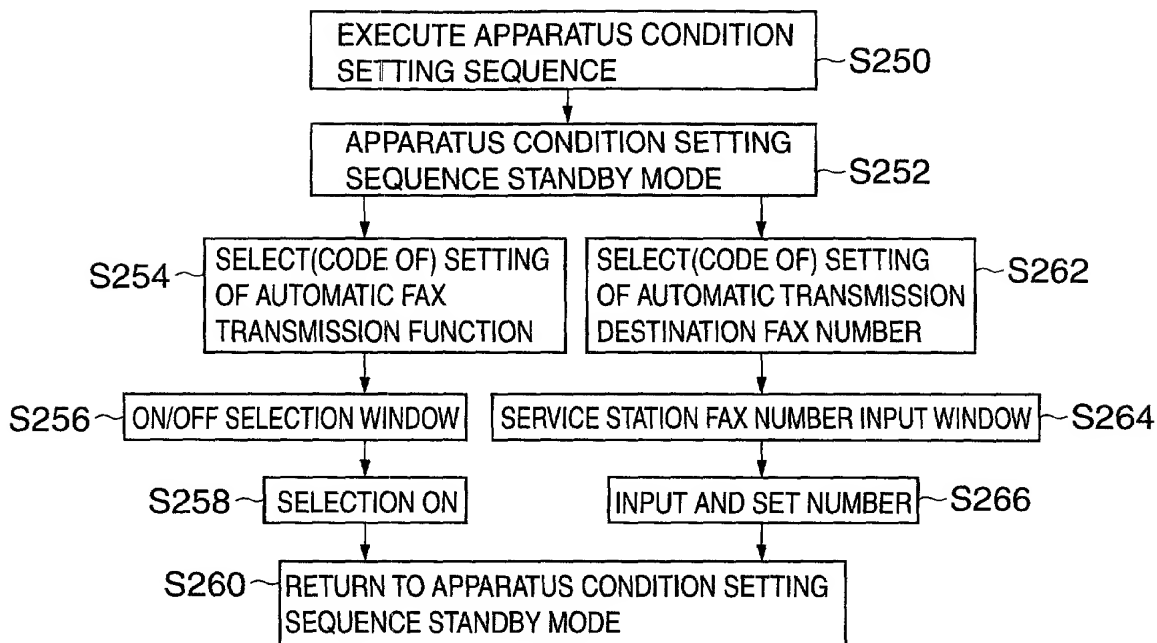 EXECUTE APPARATUS CONDITION
SETTING SEQUENCE
S250
APPARATUS CONDITION SETTING
SEQUENCE STANDBY MODE
S252
S254
SELECT(CODE OF) SETTING
OF AUTOMATIC FAX
TRANSMISSION FUNCTION
SELECT(CODE OF) SETTING
OF AUTOMATIC TRANSMISSION
DESTINATION FAX NUMBER
S262
S256
ON/OFF SELECTION WINDOW
SERVICE STATION FAX NUMBER INPUT WINDOW
S264
S258
SELECTION ON
INPUT AND SET NUMBER
S266
S260
RETURN TO APPARATUS CONDITION SETTING
SEQUENCE STANDBY MODE